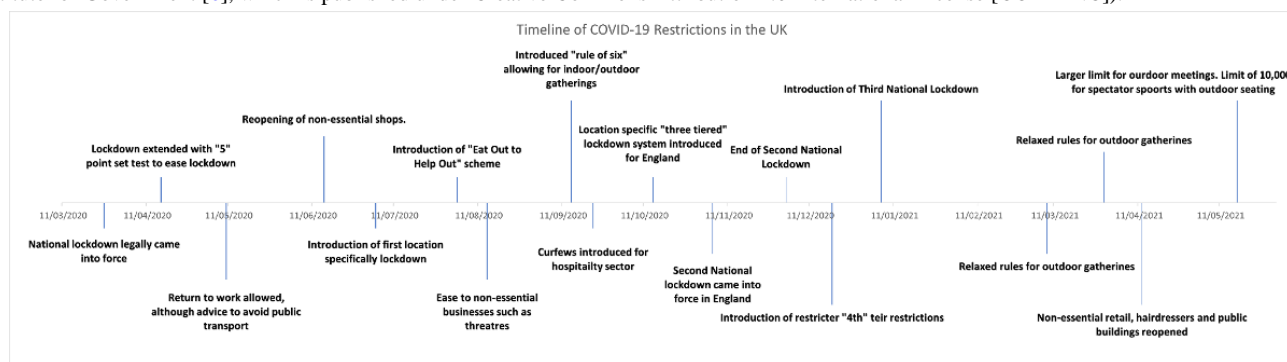 Timeline of COVID-19 Restrictions in the UK
Introduced "rule of six"
allowing for indoor/outdoor
gatherings
Larger limit for ourdoor meetings. Limit of 10,00
for spectator spoorts with outdoor seating
Introduction of Third National Lockdown
Reopening of non-essential shops.
Location specific "three tiered"
lockdown system introduced
for England
Relaxed rules for outdoor gatherines
Lockdown extended with "5"
point set test to ease lockdown
Introduction of "Eat Out to
Help Out" scheme
End of Second National
Lockdown
11/03/2020 11/04/2020 11/05/2020 11/06/2020 11/07/2020 11/08/2020 11/09/2020 11/10/2020 11/11/2020 11/12/2020 11/01/2021 11/02/2021 11/03/2021 11/04/2021 11/05/2021
National lockdown legally came
into force
Introduction of first location
specifically lockdown
Curfews introduced for
hospitailty sector
Second National
lockdown came into
force in England
Relaxed rules for outdoor gatherines
Return to work allowed,
although advice to avoid public
transport
Ease to non-essential
businesses such as
threatres
Introduction of restricter "4th" teir restrictions
Non-essential retail, hairdressers and public
buildings reopened